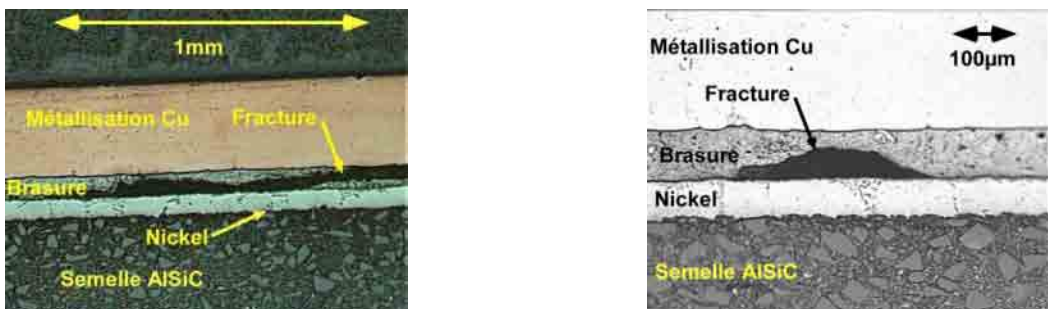 1mm
Métallisation Cu
Fracture
Brasure
Nickel
Semelle AlSiC
Métallisation Cu
100µm
Fracture
Brasure
Nickel
Semelle AlSiC